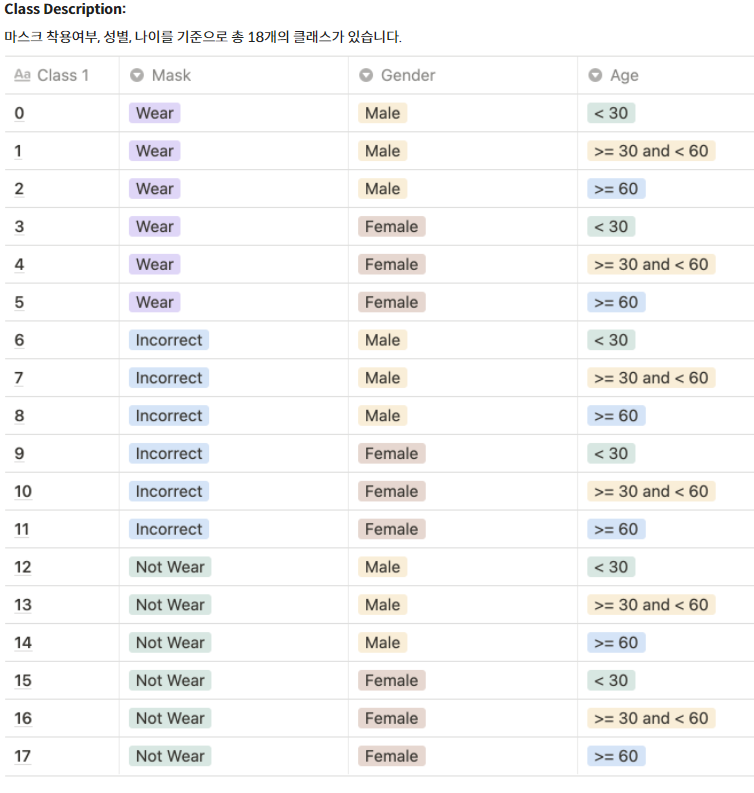 Class Description:
마스크 착용여부, 성별, 나이를 기준으로 총 18개의 클래스가 있습니다.
Aa Class 1 Mask Gender Age
0 Wear Male < 30
1 Wear Male >= 30 and < 60
2 Wear Male >= 60
3 Wear Female < 30
4 Wear Female >= 30 and < 60
5 Wear Female >= 60
6 Incorrect Male < 30
7 Incorrect Male >= 30 and < 60
8 Incorrect Male >= 60
9 Incorrect Female < 30
10 Incorrect Female >= 30 and < 60
11 Incorrect Female >= 60
12 Not Wear Male < 30
13 Not Wear Male >= 30 and < 60
14 Not Wear Male >= 60
15 Not Wear Female < 30
16 Not Wear Female >= 30 and < 60
17 Not Wear Female >= 60